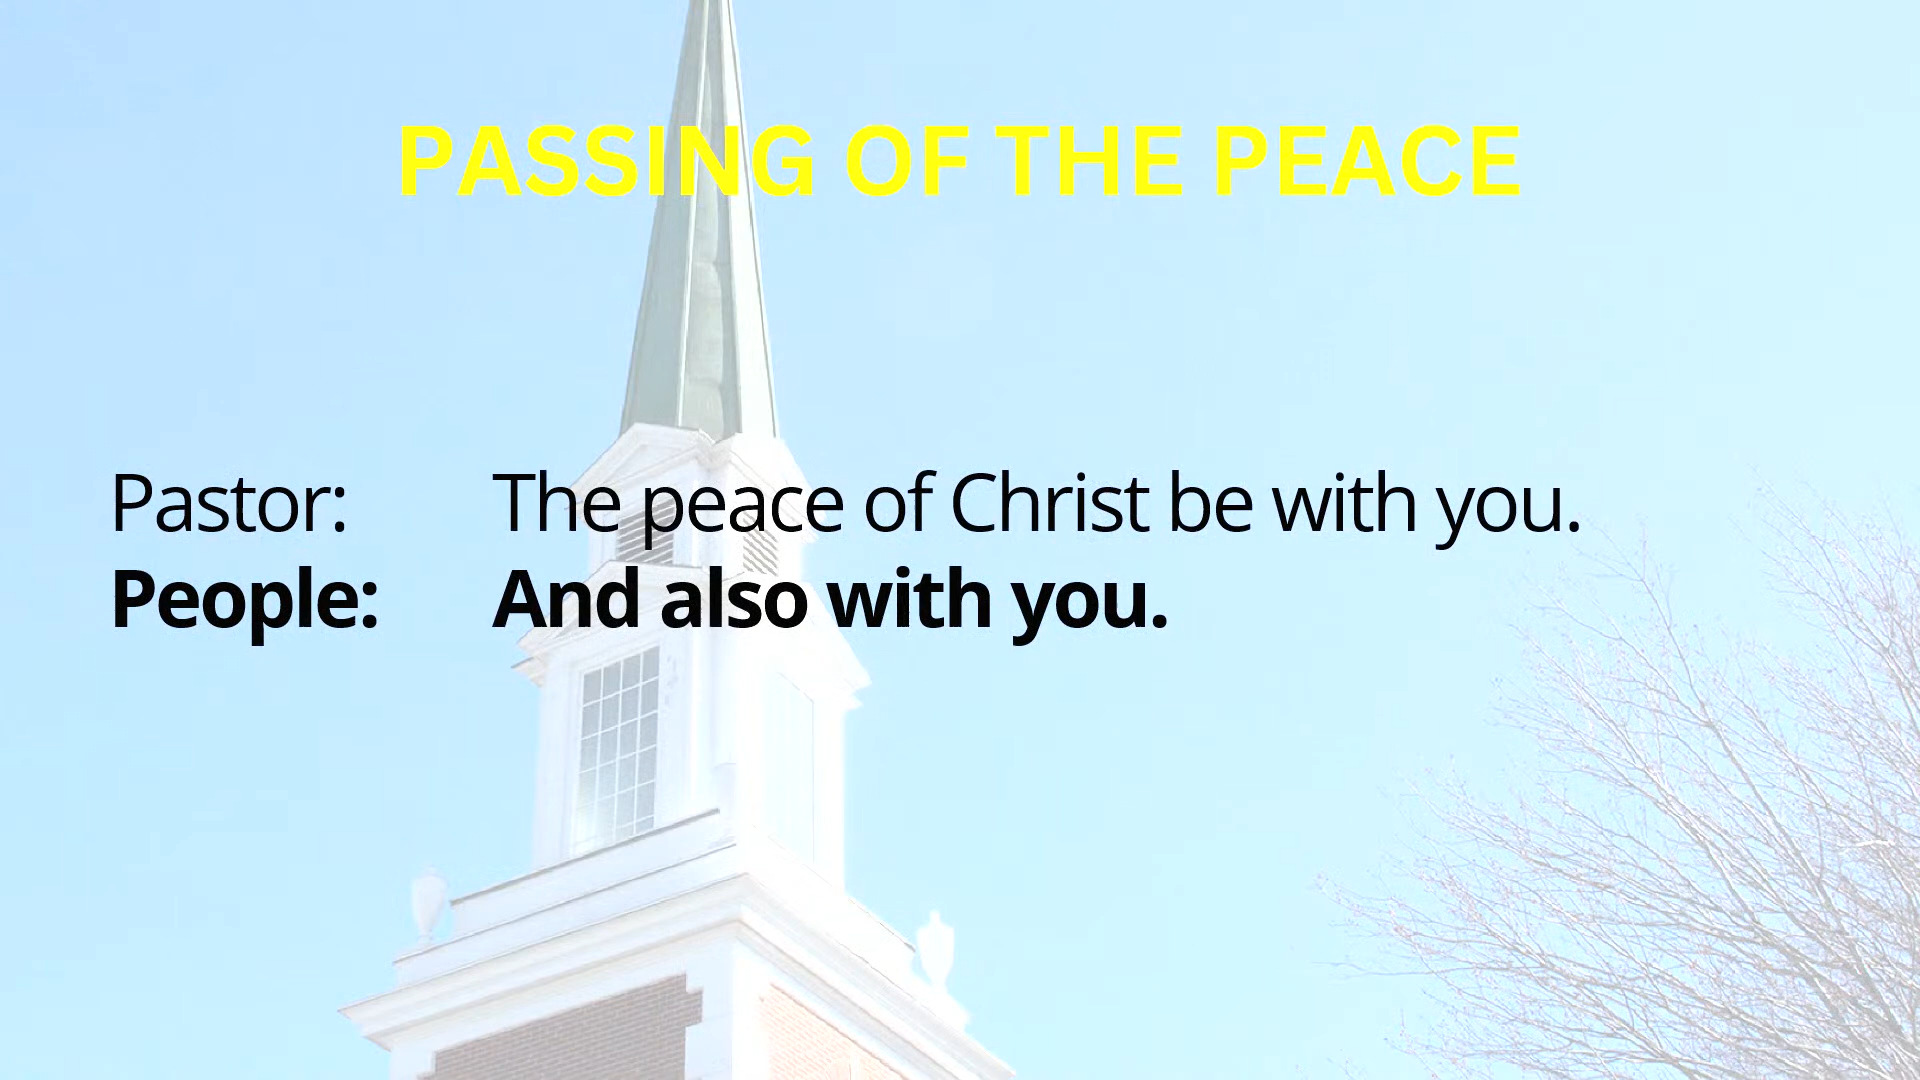 PASSING OF THE PEACE
Pastor: The peace of Christ be with you.
People: And also with you.